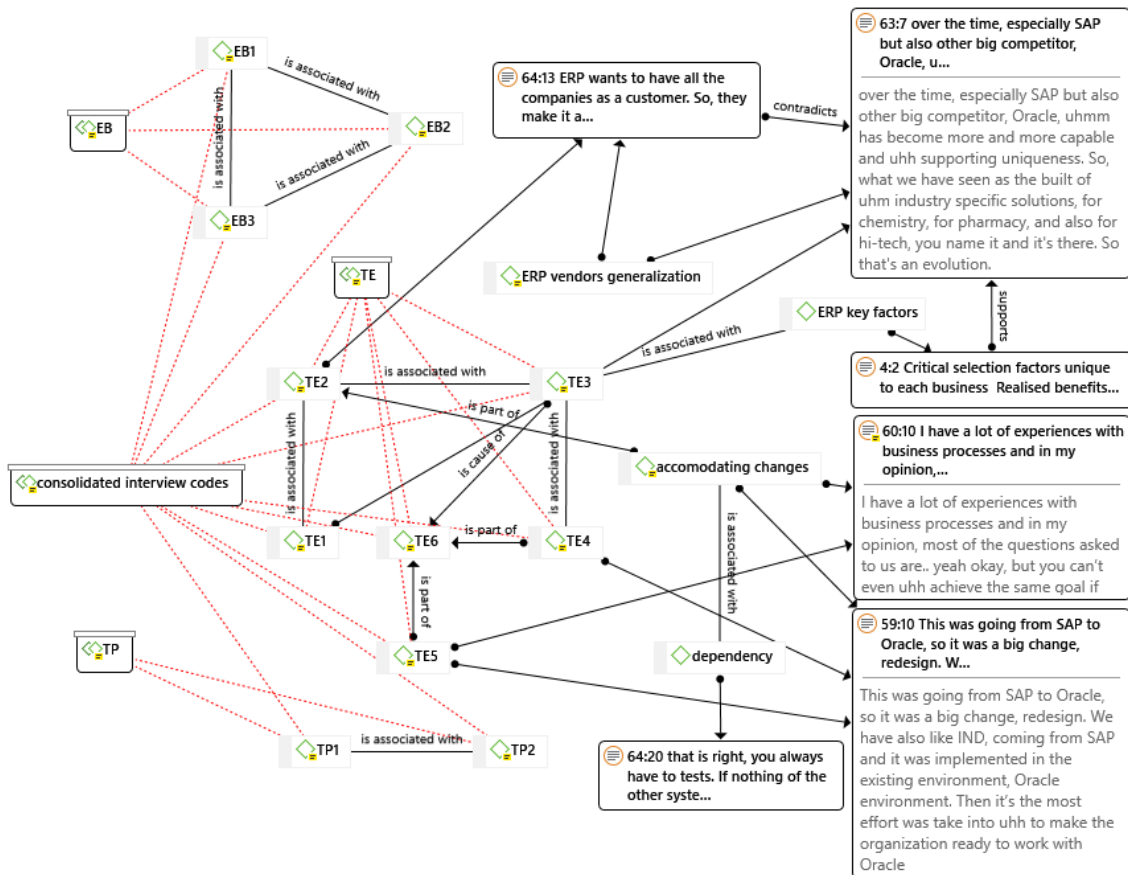 EB1
is associated with
EB
EB2
is associated with
is associated with
EB3
64:13 ERP wants to have all the
companies as a customer. So, they
make it a...
contradicts
63:7 over the time, especially SAP
but also other big competitor,
Oracle, u...
over the time, especially SAP but also
other big competitor, Oracle, uhmm
has become more and more capable
and uhh supporting uniqueness. So,
what we have seen as the built of
uhm industry specific solutions, for
chemistry, for pharmacy, and also for
hi-tech, you name it and it's there. So
that's an evolution.
TE
ERP vendors generalization
ERP key factors
supports
is associated with
4:2 Critical selection factors unique
to each business  Realised benefits...
TE2
is associated with
TE3
is part of
is cause of
is associated with
is associated with
accomodating changes
60:10 I have a lot of experiences with
business processes and in my
opinion,...
I have a lot of experiences with
business processes and in my
opinion, most of the questions asked
to us are.. yeah okay, but you can't
even uhh achieve the same goal if
consolidated interview codes
TE1
TE6
is part of
TE4
is associated with
is part of
TP
TE5
dependency
59:10 This was going from SAP to
Oracle, so it was a big change,
redesign. W...
This was going from SAP to Oracle,
so it was a big change, redesign. We
have also like IND, coming from SAP
and it was implemented in the
existing environment, Oracle
environment. Then it's the most
effort was take into uhh to make the
organization ready to work with
Oracle
TP1
is associated with
TP2
64:20 that is right, you always
have to tests. If nothing of the
other syste...